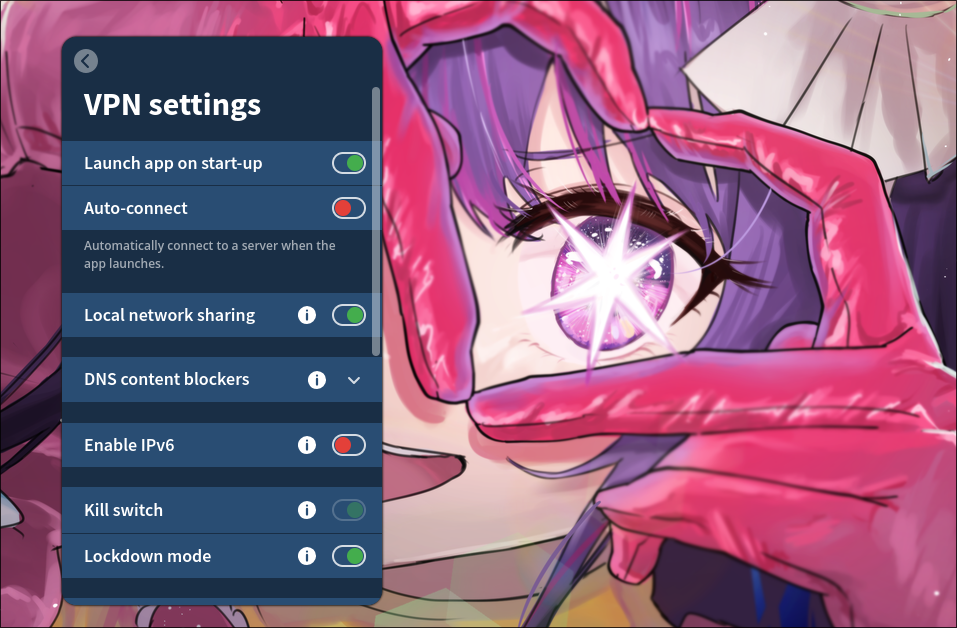 VPN settings
Launch app on start-up
Auto-connect
Automatically connect to a server when the
app launches.
Local network sharing
DNS content blockers
Enable IPv6
Kill switch
Lockdown mode